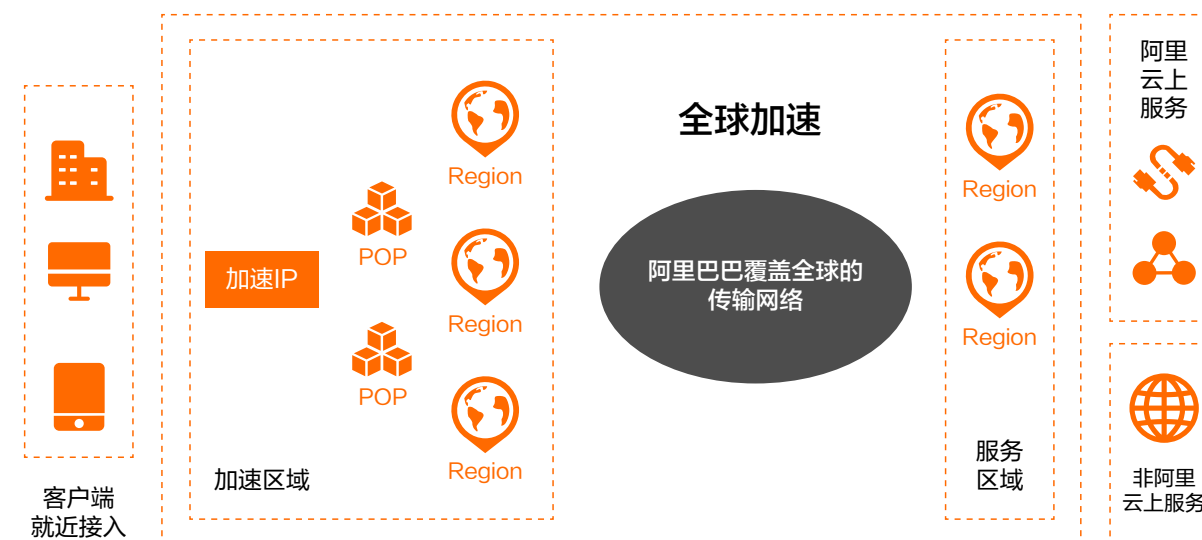 客户端
就近接入
加速IP
POP
POP
Region
Region
Region
加速区域
全球加速
阿里巴巴覆盖全球的
传输网络
Region
Region
服务
区域
阿里
云上
服务
非阿里
云上服务